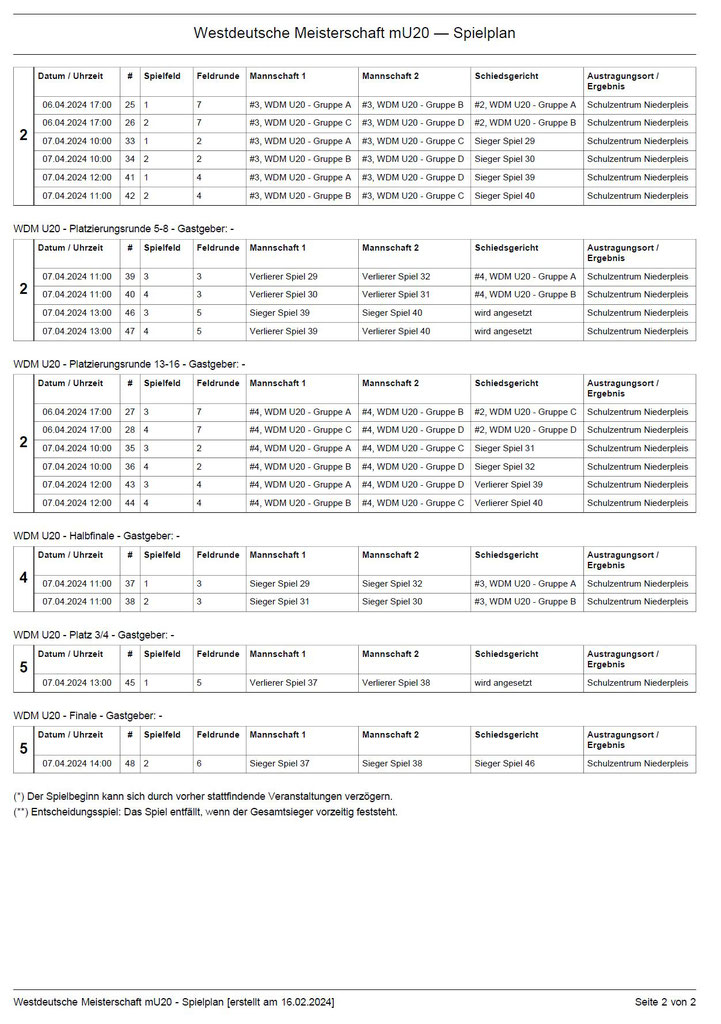 Westdeutsche Meisterschaft mU20 — Spielplan
Datum / Uhrzeit # Spielfeld Feldrunde Mannschaft 1 Mannschaft 2 Schiedsgericht Austragungsort / Ergebnis
2
06.04.2024 17:00 25 1 7 #3, WDM U20 - Gruppe A #3, WDM U20 - Gruppe B #2, WDM U20 - Gruppe A Schulzentrum Niederpleis
06.04.2024 17:00 26 2 7 #3, WDM U20 - Gruppe C #3, WDM U20 - Gruppe D #2, WDM U20 - Gruppe B Schulzentrum Niederpleis
07.04.2024 10:00 33 1 2 #3, WDM U20 - Gruppe A #3, WDM U20 - Gruppe C Sieger Spiel 29 Schulzentrum Niederpleis
07.04.2024 10:00 34 2 2 #3, WDM U20 - Gruppe B #3, WDM U20 - Gruppe D Sieger Spiel 30 Schulzentrum Niederpleis
07.04.2024 12:00 41 1 4 #3, WDM U20 - Gruppe A #3, WDM U20 - Gruppe D Sieger Spiel 39 Schulzentrum Niederpleis
07.04.2024 11:00 42 2 4 #3, WDM U20 - Gruppe B #3, WDM U20 - Gruppe C Sieger Spiel 40 Schulzentrum Niederpleis
WDM U20 - Platzierungsrunde 5-8 - Gastgeber: -
Datum / Uhrzeit # Spielfeld Feldrunde Mannschaft 1 Mannschaft 2 Schiedsgericht Austragungsort / Ergebnis
2
07.04.2024 11:00 39 3 3 Verlierer Spiel 29 Verlierer Spiel 32 #4, WDM U20 - Gruppe A Schulzentrum Niederpleis
07.04.2024 11:00 40 4 3 Verlierer Spiel 30 Verlierer Spiel 31 #4, WDM U20 - Gruppe B Schulzentrum Niederpleis
07.04.2024 13:00 46 3 5 Sieger Spiel 39 Sieger Spiel 40 wird angesetzt Schulzentrum Niederpleis
07.04.2024 13:00 47 4 5 Verlierer Spiel 39 Verlierer Spiel 40 wird angesetzt Schulzentrum Niederpleis
WDM U20 - Platzierungsrunde 13-16 - Gastgeber: -
Datum / Uhrzeit # Spielfeld Feldrunde Mannschaft 1 Mannschaft 2 Schiedsgericht Austragungsort / Ergebnis
2
06.04.2024 17:00 27 3 7 #4, WDM U20 - Gruppe A #4, WDM U20 - Gruppe B #2, WDM U20 - Gruppe C Schulzentrum Niederpleis
06.04.2024 17:00 28 4 7 #4, WDM U20 - Gruppe C #4, WDM U20 - Gruppe D #2, WDM U20 - Gruppe D Schulzentrum Niederpleis
07.04.2024 10:00 35 3 2 #4, WDM U20 - Gruppe A #4, WDM U20 - Gruppe C Sieger Spiel 31 Schulzentrum Niederpleis
07.04.2024 10:00 36 4 2 #4, WDM U20 - Gruppe B #4, WDM U20 - Gruppe D Sieger Spiel 32 Schulzentrum Niederpleis
07.04.2024 12:00 43 3 4 #4, WDM U20 - Gruppe A #4, WDM U20 - Gruppe D Verlierer Spiel 39 Schulzentrum Niederpleis
07.04.2024 12:00 44 4 4 #4, WDM U20 - Gruppe B #4, WDM U20 - Gruppe C Verlierer Spiel 40 Schulzentrum Niederpleis
WDM U20 - Halbfinale - Gastgeber: -
Datum / Uhrzeit # Spielfeld Feldrunde Mannschaft 1 Mannschaft 2 Schiedsgericht Austragungsort / Ergebnis
4
07.04.2024 11:00 37 1 3 Sieger Spiel 29 Sieger Spiel 32 #3, WDM U20 - Gruppe A Schulzentrum Niederpleis
07.04.2024 11:00 38 2 3 Sieger Spiel 31 Sieger Spiel 30 #3, WDM U20 - Gruppe B Schulzentrum Niederpleis
WDM U20 - Platz 3/4 - Gastgeber: -
Datum / Uhrzeit # Spielfeld Feldrunde Mannschaft 1 Mannschaft 2 Schiedsgericht Austragungsort / Ergebnis
5
07.04.2024 13:00 45 1 5 Verlierer Spiel 37 Verlierer Spiel 38 wird angesetzt Schulzentrum Niederpleis
WDM U20 - Finale - Gastgeber: -
Datum / Uhrzeit # Spielfeld Feldrunde Mannschaft 1 Mannschaft 2 Schiedsgericht Austragungsort / Ergebnis
5
07.04.2024 14:00 48 2 6 Sieger Spiel 37 Sieger Spiel 38 Sieger Spiel 46 Schulzentrum Niederpleis
(*) Der Spielbeginn kann sich durch vorher stattfindende Veranstaltungen verzögern.
(**) Entscheidungsspiel: Das Spiel entfällt, wenn der Gesamtsieger vorzeitig feststeht.
Westdeutsche Meisterschaft mU20 - Spielplan [erstellt am 16.02.2024] Seite 2 von 2